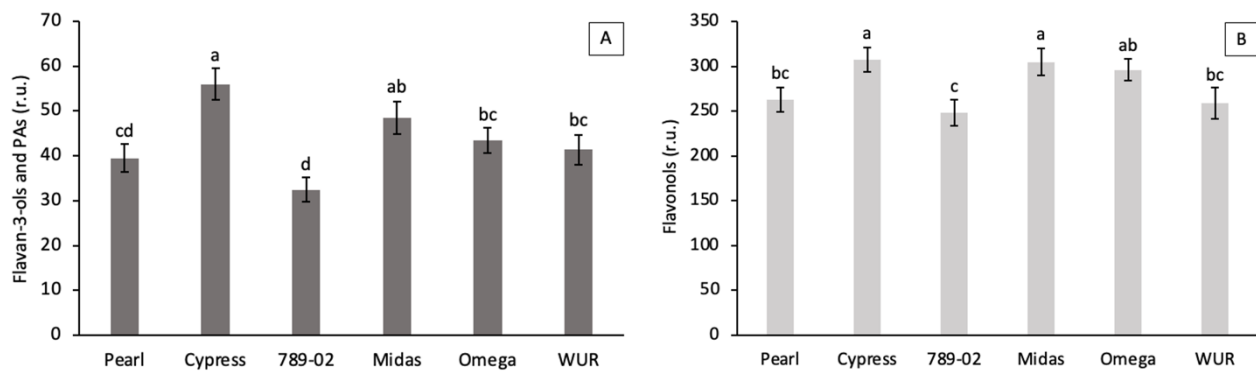 A
Flavan-3-ols and PAs (r.u.)
70
60
50
40
30
20
10
0
cd
a
d
ab
bc
bc
Pearl Cypress 789-02 Midas Omega WUR
B
Flavonols (r.u.)
350
300
250
200
150
100
50
0
bc
a
c
a
ab
bc
Pearl Cypress 789-02 Midas Omega WUR